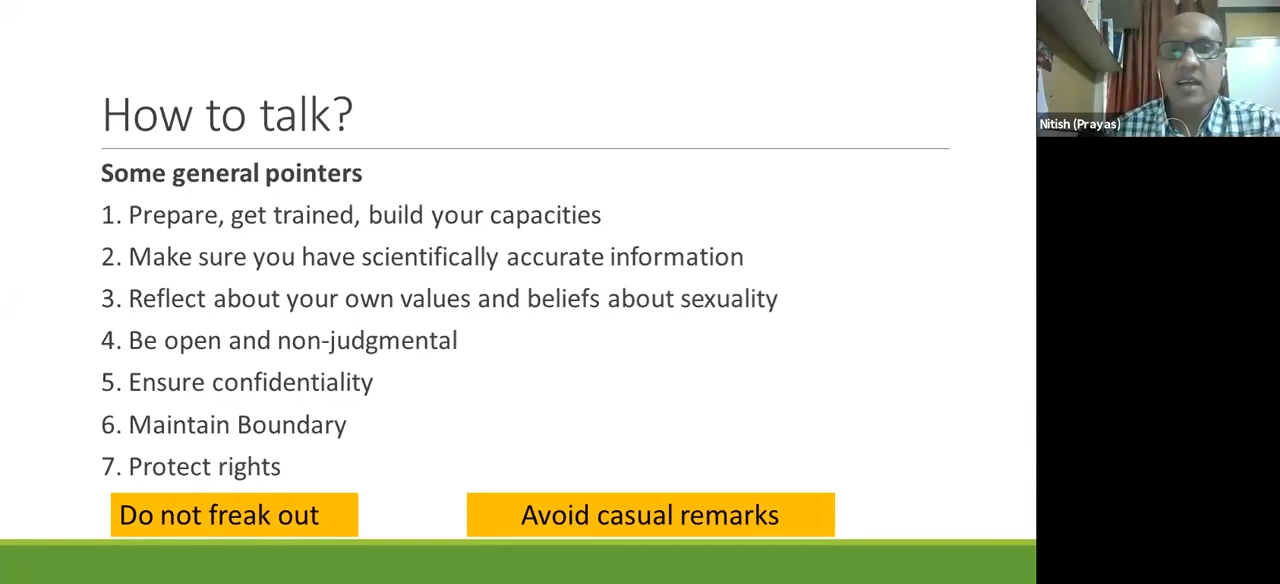 How to talk?
Some general pointers
1. Prepare, get trained, build your capacities
2. Make sure you have scientifically accurate information
3. Reflect about your own values and beliefs about sexuality
4. Be open and non-judgmental
5. Ensure confidentiality
6. Maintain Boundary
7. Protect rights
Do not freak out
Avoid casual remarks
Nitish (Prayas)